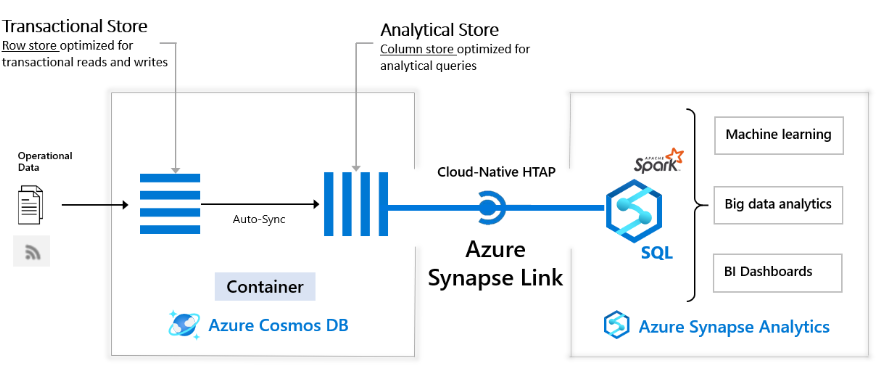 Transactional Store
Row store optimized for
transactional reads and writes
Analytical Store
Column store optimized for
analytical queries
Operational
Data
Auto-Sync
Container
Azure Cosmos DB
Cloud-Native HTAP
Azure
Synapse Link
APACHE
Spark
SQL
Machine learning
Big data analytics
BI Dashboards
Azure Synapse Analytics